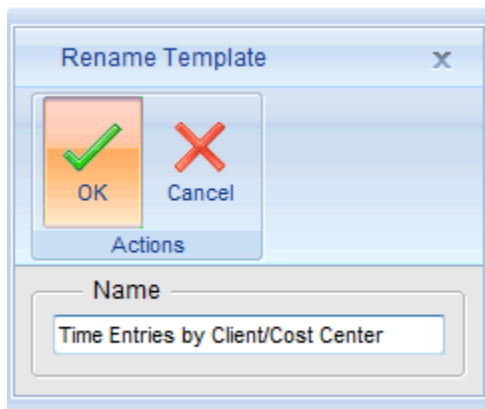 Rename Template
OK
Cancel
Actions
Name
Time Entries by Client/Cost Center